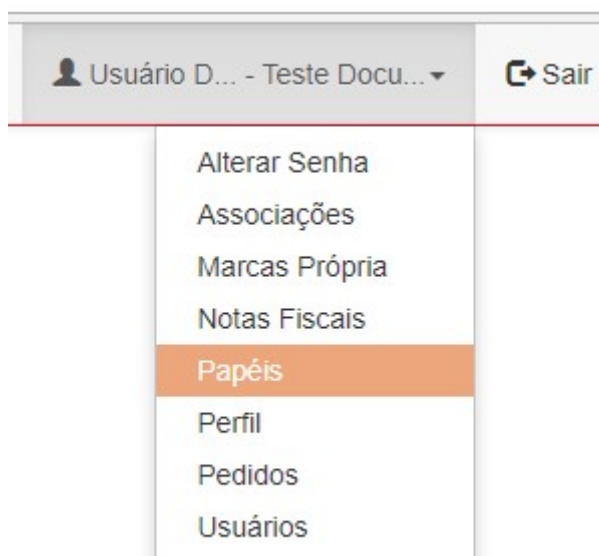 Usuário D... - Teste Docu... Sair
Alterar Senha
Associações
Marcas Própria
Notas Fiscais
Papéis
Perfil
Pedidos
Usuários